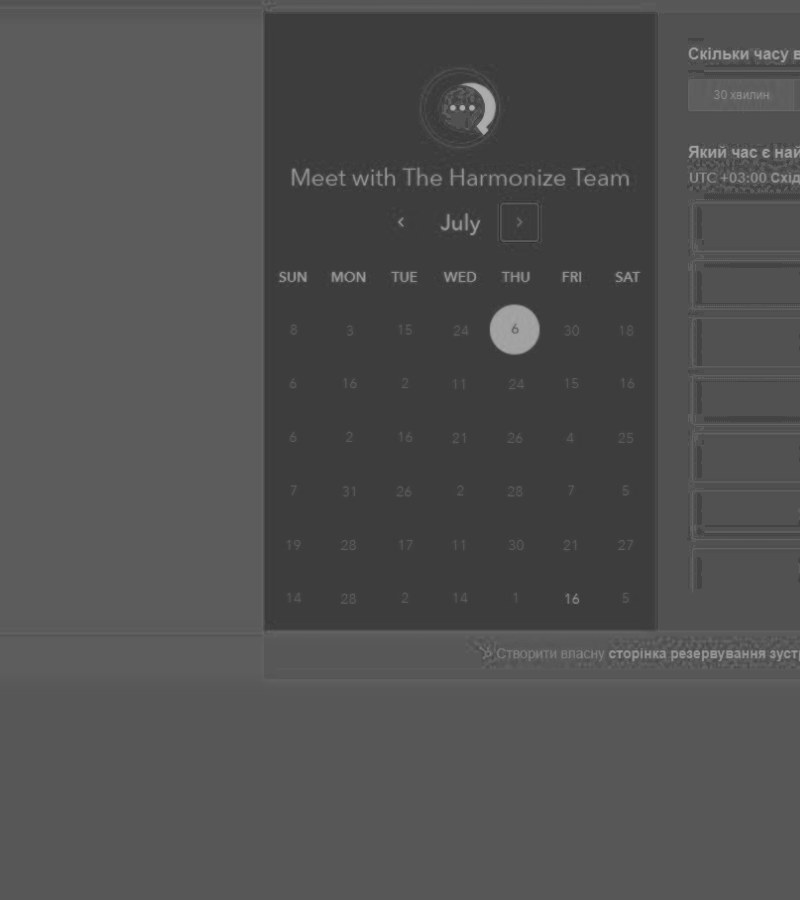 Meet with The Harmonize Team
July
SUN MON TUE WED THU FRI SAT
8 3 15 24 6 30 18
6 16 2 11 24 15 16
6 2 16 21 26 4 25
7 31 26 2 28 7 5
19 28 17 11 30 21 27
14 28 2 14 1 16 5
Скільки часу в
30 хвилин
Який час є най
UTC +03:00 Схід
Створити власну сторінка резервування зуст